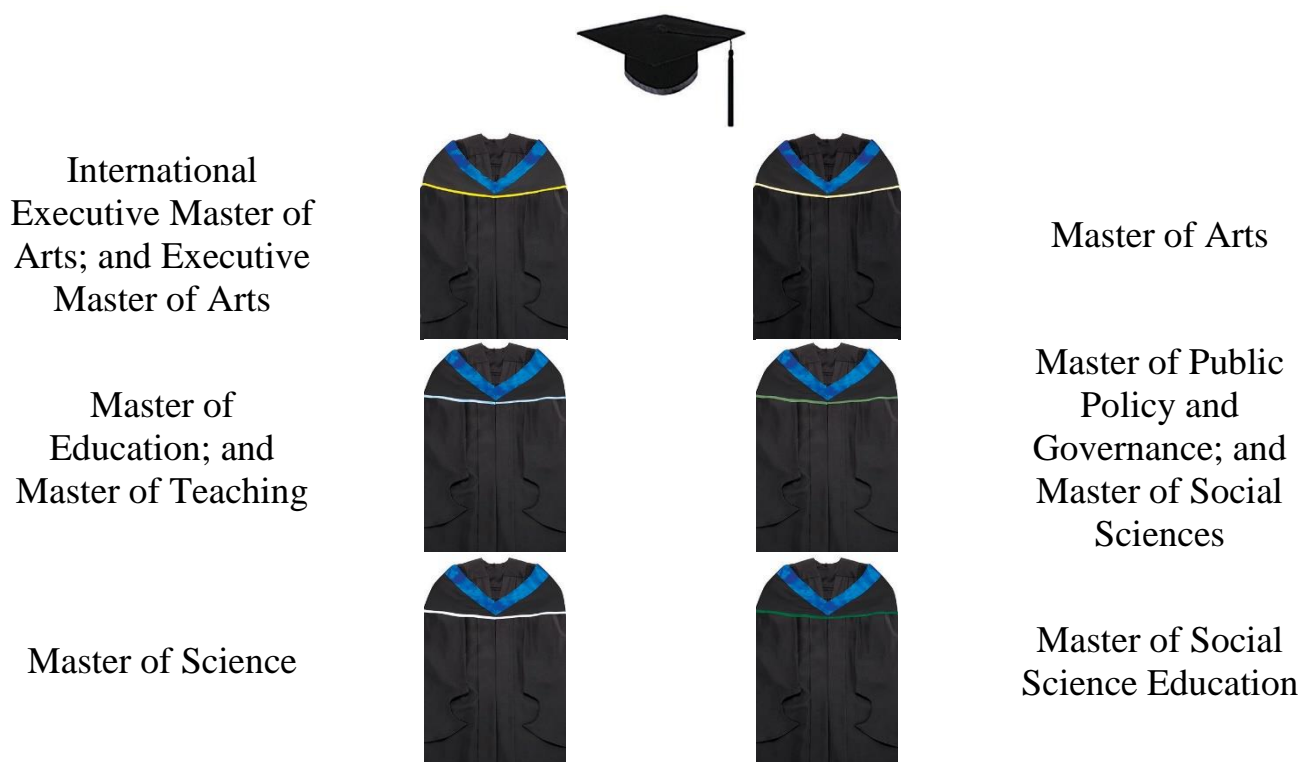 International
Executive Master of
Arts; and Executive
Master of Arts
Master of Arts
Master of
Education; and
Master of Teaching
Master of Public
Policy and
Governance; and
Master of Social
Sciences
Master of Science
Master of Social
Science Education